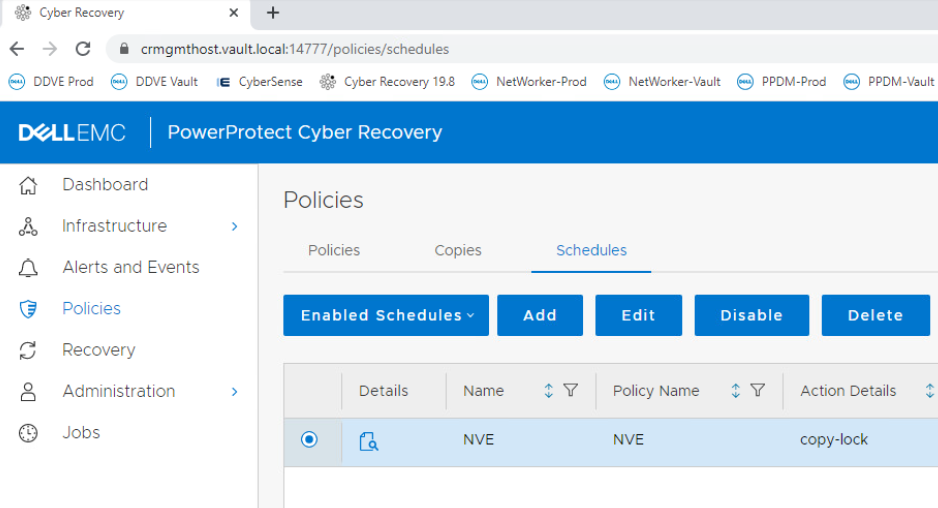 Cyber Recovery
crmgmthost.vault.local:14777/policies/schedules
DDVE Prod DDVE Vault CyberSense Cyber Recovery 19.8 NetWorker-Prod NetWorker-Vault PPDM-Prod PPDM-Vault
DELLEMC PowerProtect Cyber Recovery
Dashboard
Infrastructure
Alerts and Events
Policies
Recovery
Administration
Jobs
Policies
Policies Copies Schedules
Enabled Schedules Add Edit Disable Delete
Details Name Policy Name Action Details
NVE NVE copy-lock